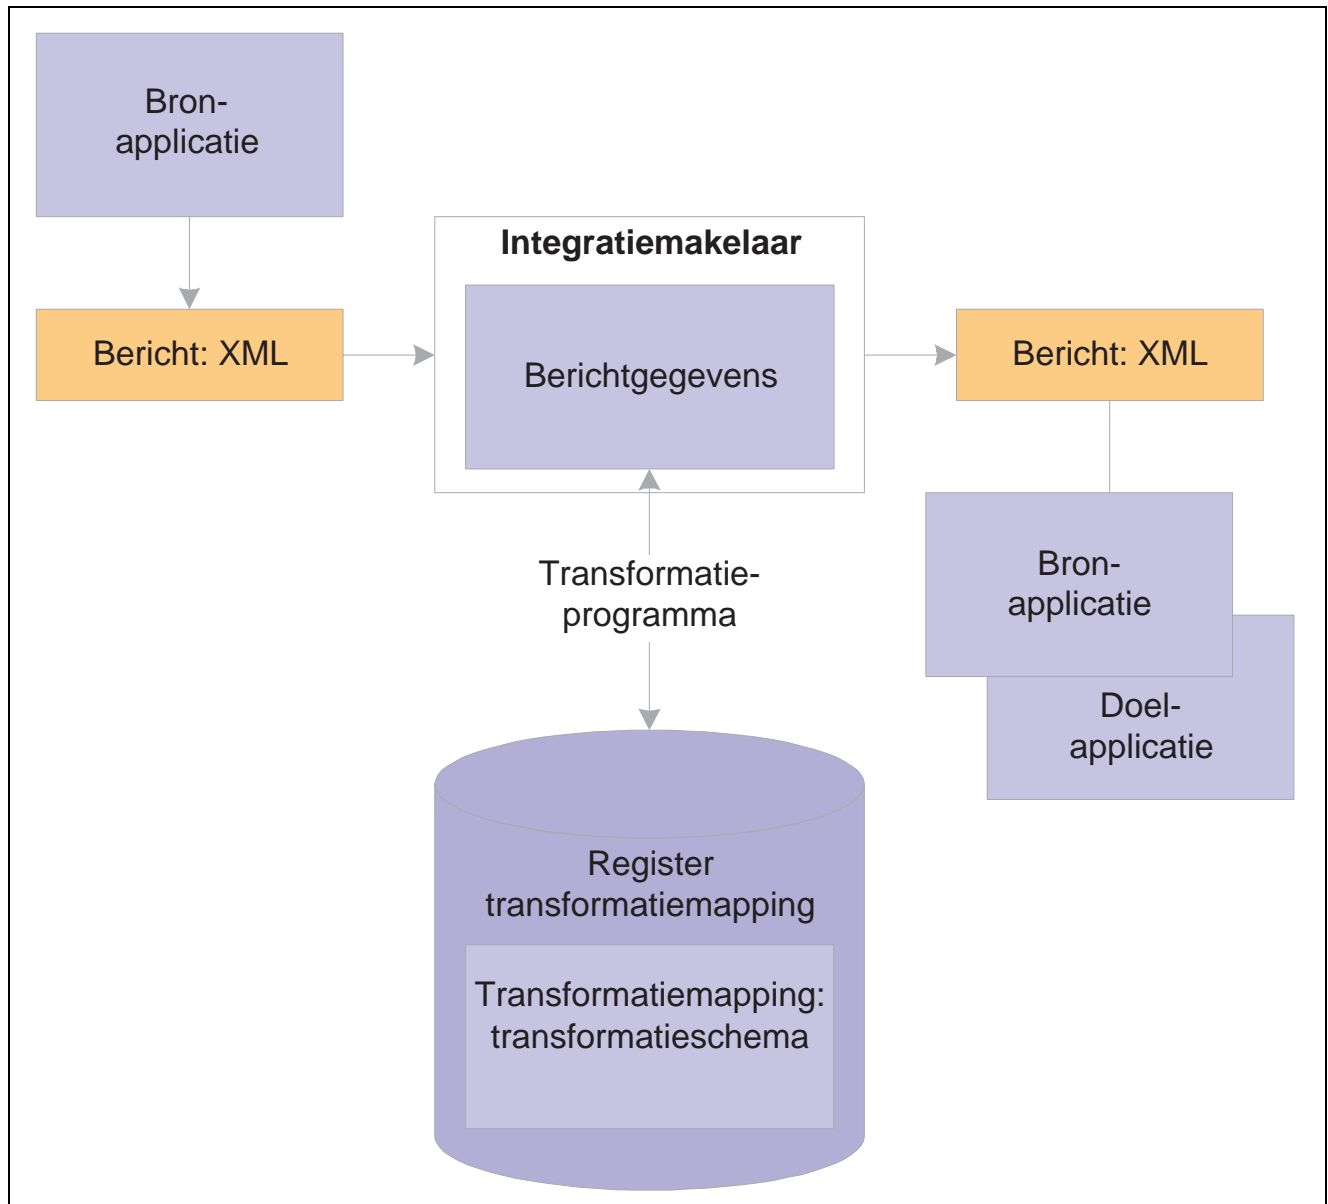 Bron-
applicatie
Integratiemakelaar
Bericht: XML
Berichtgegevens
Bericht: XML
Transformatie-
programma
Bron-
applicatie
Doel-
applicatie
Register
transformatiemapping
Transformatiemapping:
transformatieschema